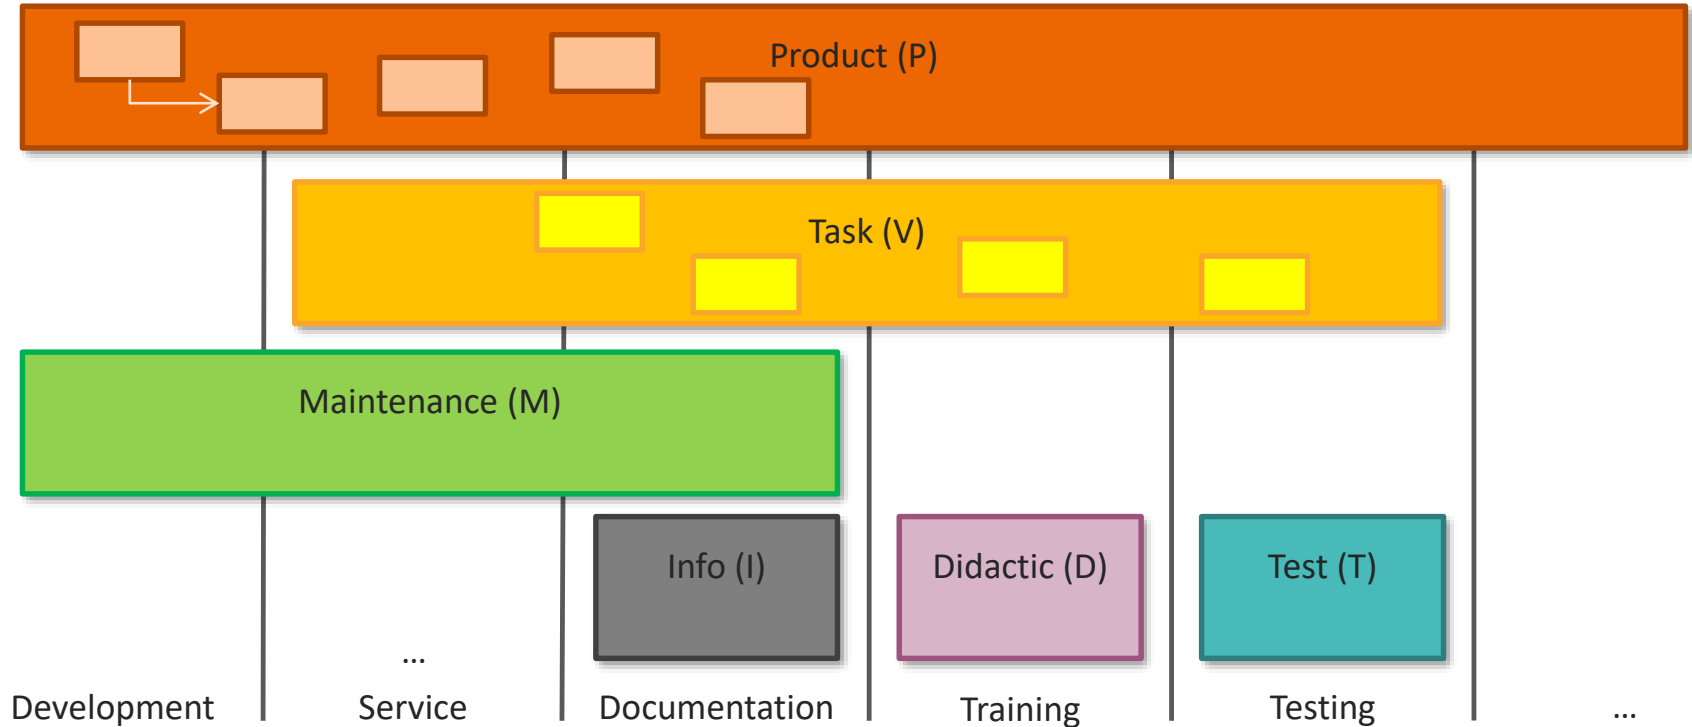 Product (P)
Task (V)
Maintenance (M)
Info (I)
Didactic (D)
Test (T)
...
Development
Service
Documentation
Training
Testing
...